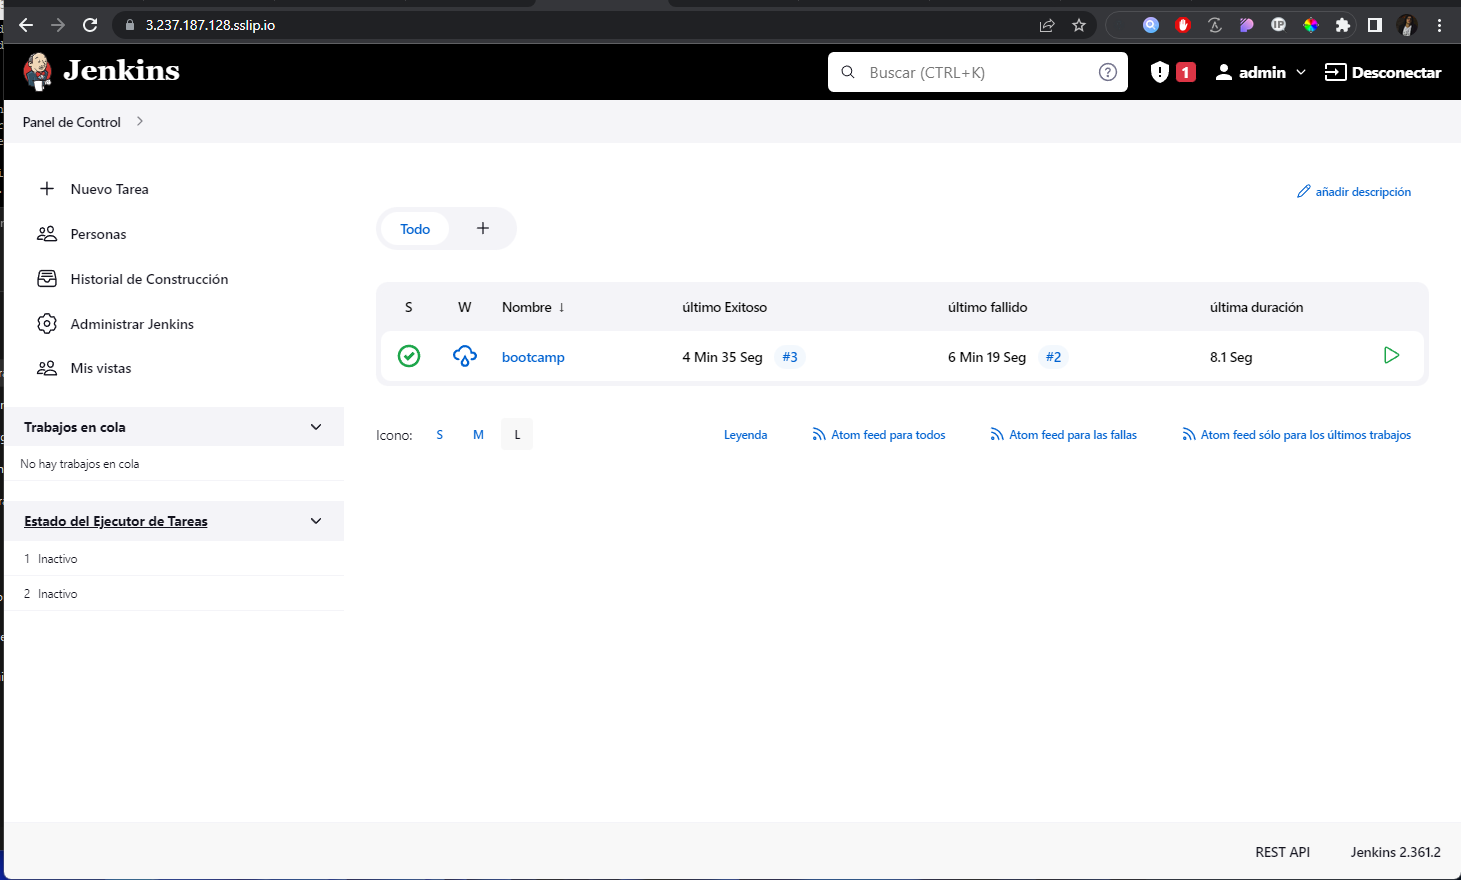 3.237.187.128.sslip.io
Jenkins
Buscar (CTRL+K)
1
admin
Desconectar
Panel de Control
Nuevo Tarea
Personas
Historial de Construcción
Administrar Jenkins
Mis vistas
Trabajos en cola
No hay trabajos en cola
Estado del Ejecutor de Tareas
1 Inactivo
2 Inactivo
añadir descripción
Todo +
S W Nombre ↓ último Exitoso último fallido última duración
bootcamp 4 Min 35 Seg #3 6 Min 19 Seg #2 8.1 Seg
Icono: S M L Leyenda Atom feed para todos Atom feed para las fallas Atom feed sólo para los últimos trabajos
REST API Jenkins 2.361.2